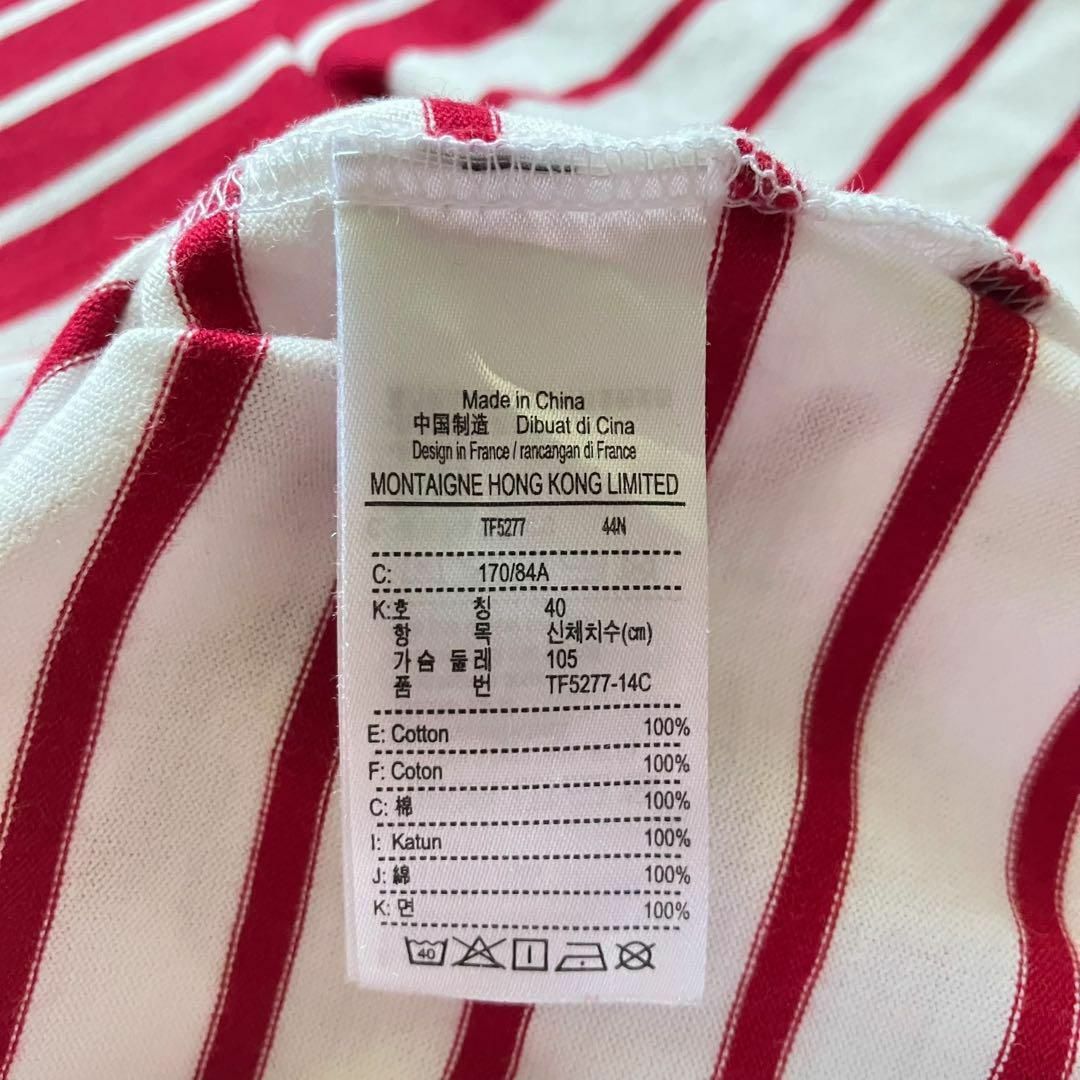 Made in China
中国制造 Dibuat di Cina
Design in France / rancangan di France
MONTAIGNE HONG KONG LIMITED
TF5277 44N
C: 170/84A
K:호 칭 40
항 목 신체치수(㎝)
가슴 둘레 105
품 번 TF5277-14C
E: Cotton 100%
F: Coton 100%
C: 棉 100%
I: Katun 100%
J: 綿 100%
K: 면 100%
40